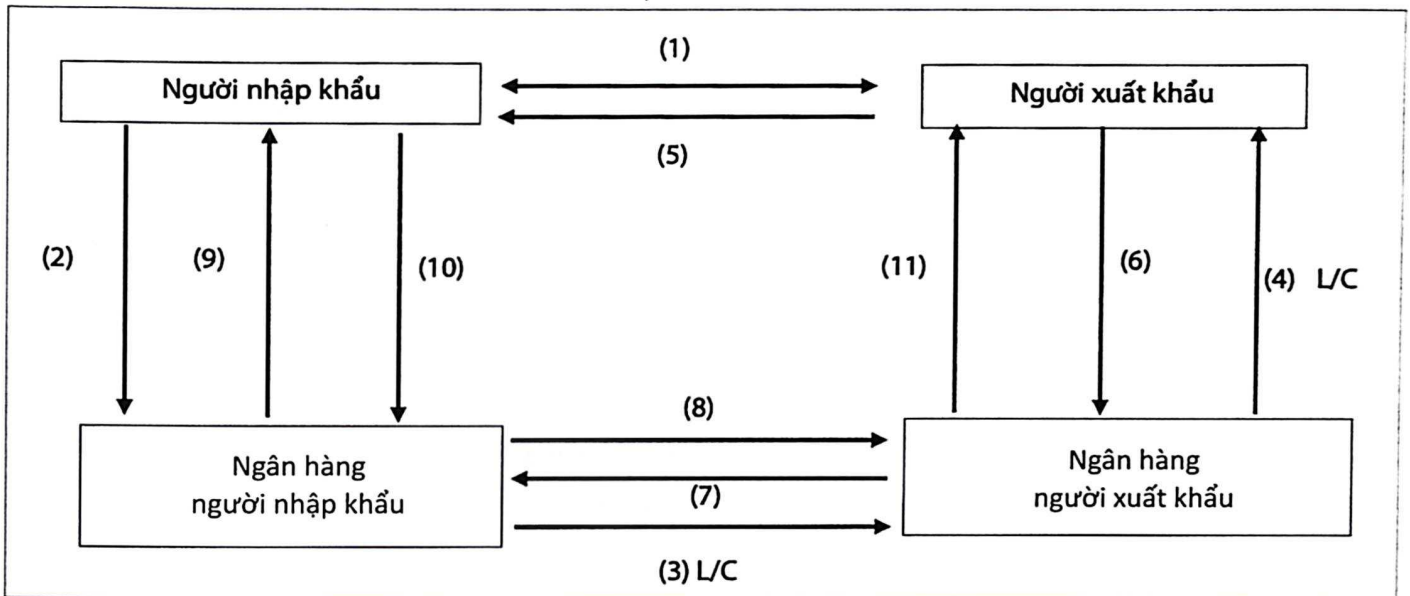 (1)
Người nhập khẩu
Người xuất khẩu
(5)
(2)
(9)
(10)
(11)
(6)
(4) L/C
(8)
Ngân hàng
người nhập khẩu
Ngân hàng
người xuất khẩu
(7)
(3) L/C